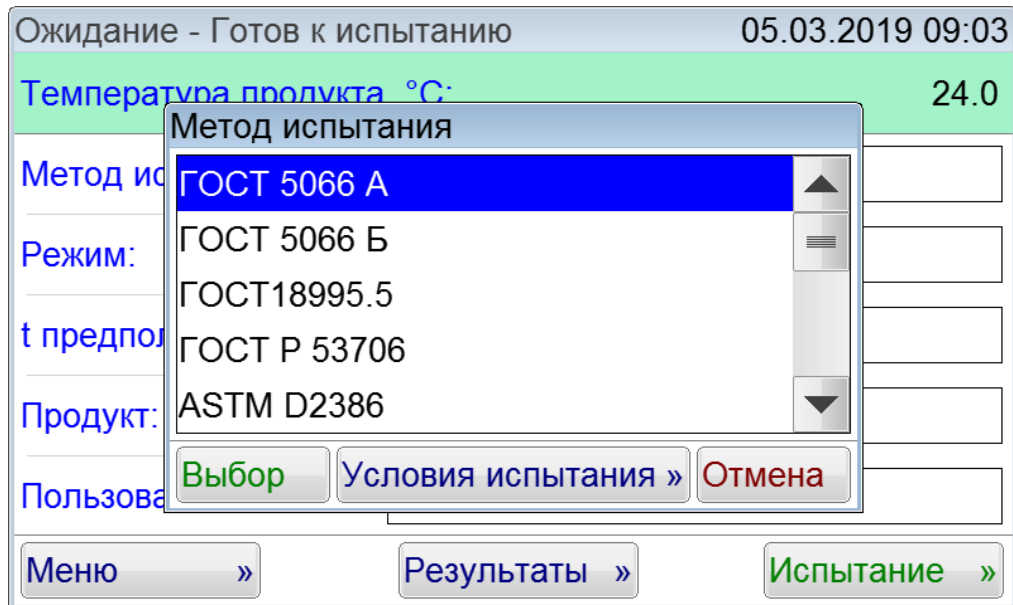 Ожидание - Готов к испытанию 05.03.2019 09:03
Температура продукта, °C: 24.0
Метод испытания
Метод ис
ГОСТ 5066 А
ГОСТ 5066 Б
Режим:
ГОСТ18995.5
t предпол
ГОСТ Р 53706
Продукт:
ASTM D2386
Выбор Условия испытания » Отмена
Пользова
Меню » Результаты » Испытание »